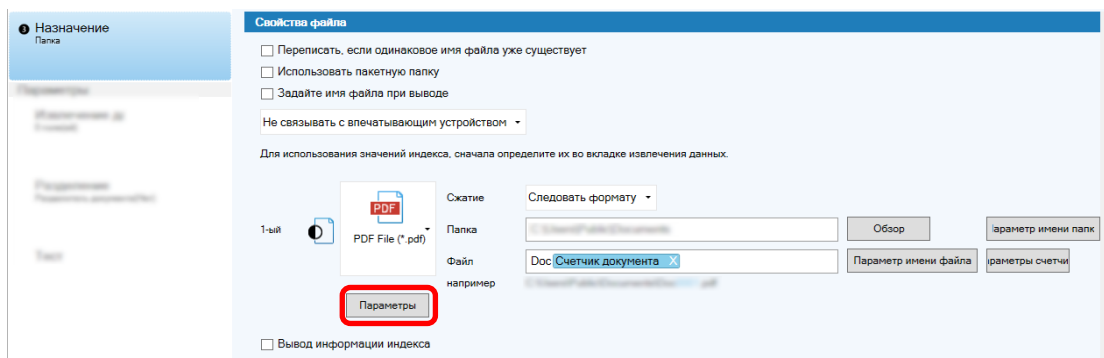 ❸ Назначение
Папка
Свойства файла
Переписать, если одинаковое имя файла уже существует
Использовать пакетную папку
Задайте имя файла при выводе
Не связывать с впечатывающим устройством
Для использования значений индекса, сначала определите их во вкладке извлечения данных.
1-ый
PDF
PDF File (*.pdf)
Сжатие
Следовать формату
Папка
Обзор
араметр имени папк
Файл
Doc Счетчик документа X
Параметр имени файла
раметры счетчи
например
Параметры
Вывод информации индекса